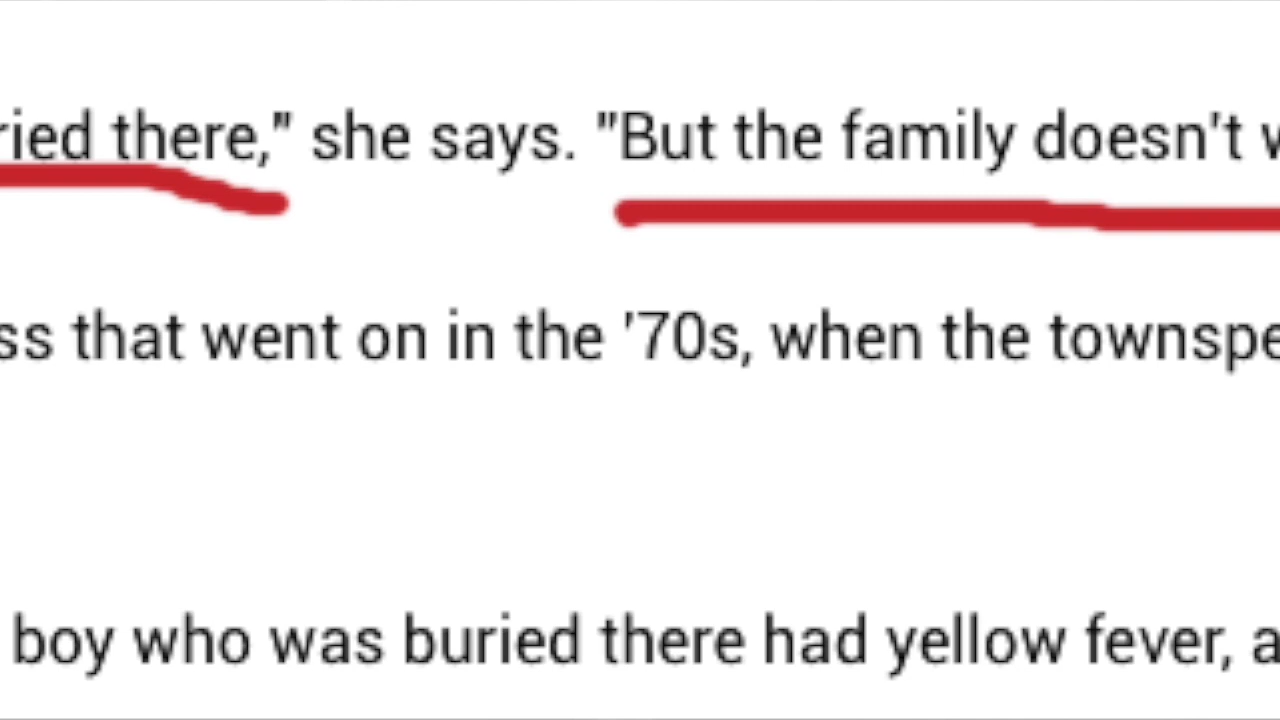 ried there," she says. "But the family doesn't w
ss that went on in the '70s, when the townspe
boy who was buried there had yellow fever, a